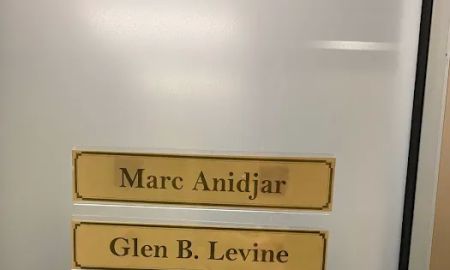 Marc Anidjar
Glen B. Levine